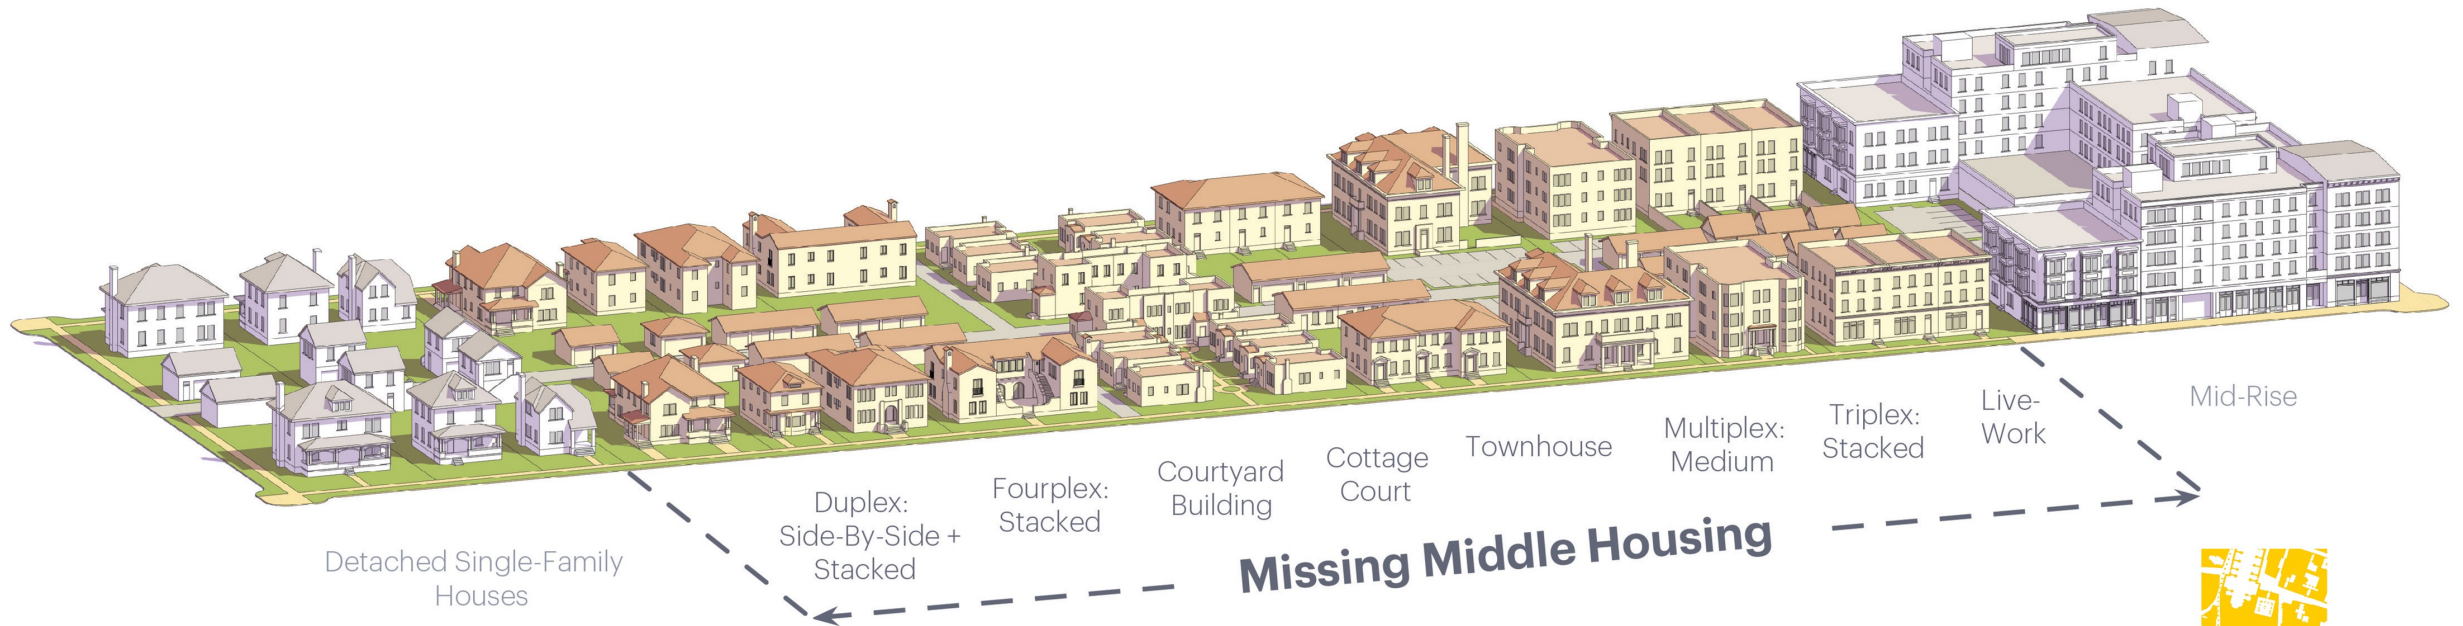 Detached Single-Family
Houses
Duplex:
Side-By-Side +
Stacked
Fourplex:
Stacked
Courtyard
Building
Cottage
Court
Townhouse
Multiplex:
Medium
Triplex:
Stacked
Live-
Work
Mid-Rise
Missing Middle Housing